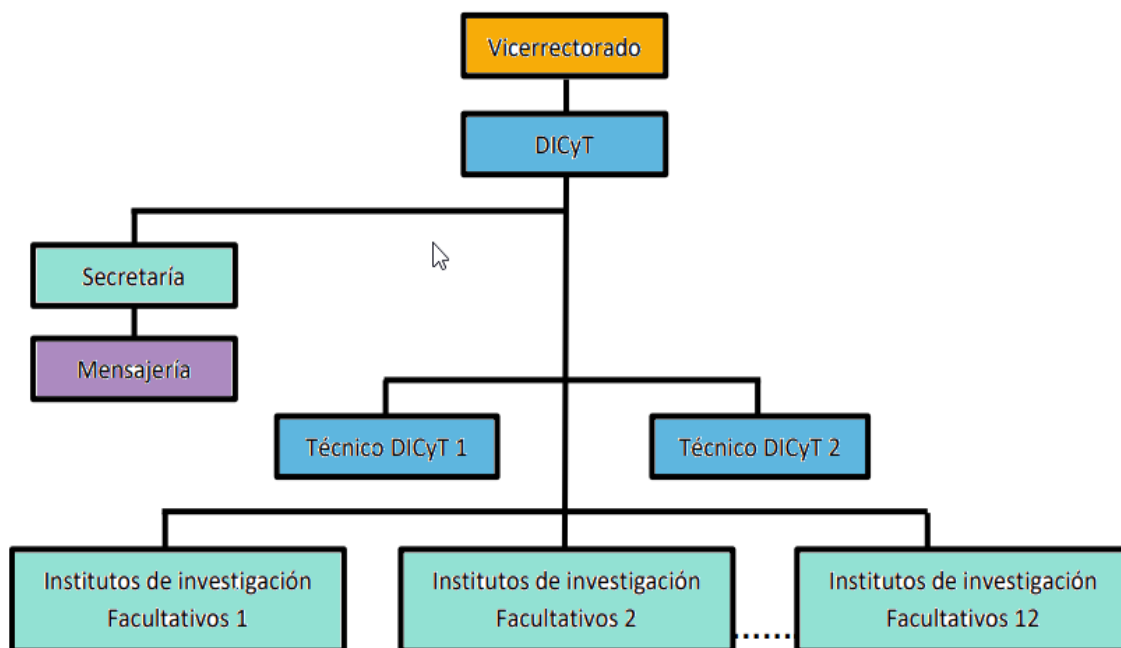 Vicerrectorado
DICyT
Secretaría
Mensajería
Técnico DICyT 1
Técnico DICyT 2
Institutos de investigación
Facultativos 1
Institutos de investigación
Facultativos 2
.......
Institutos de investigación
Facultativos 12